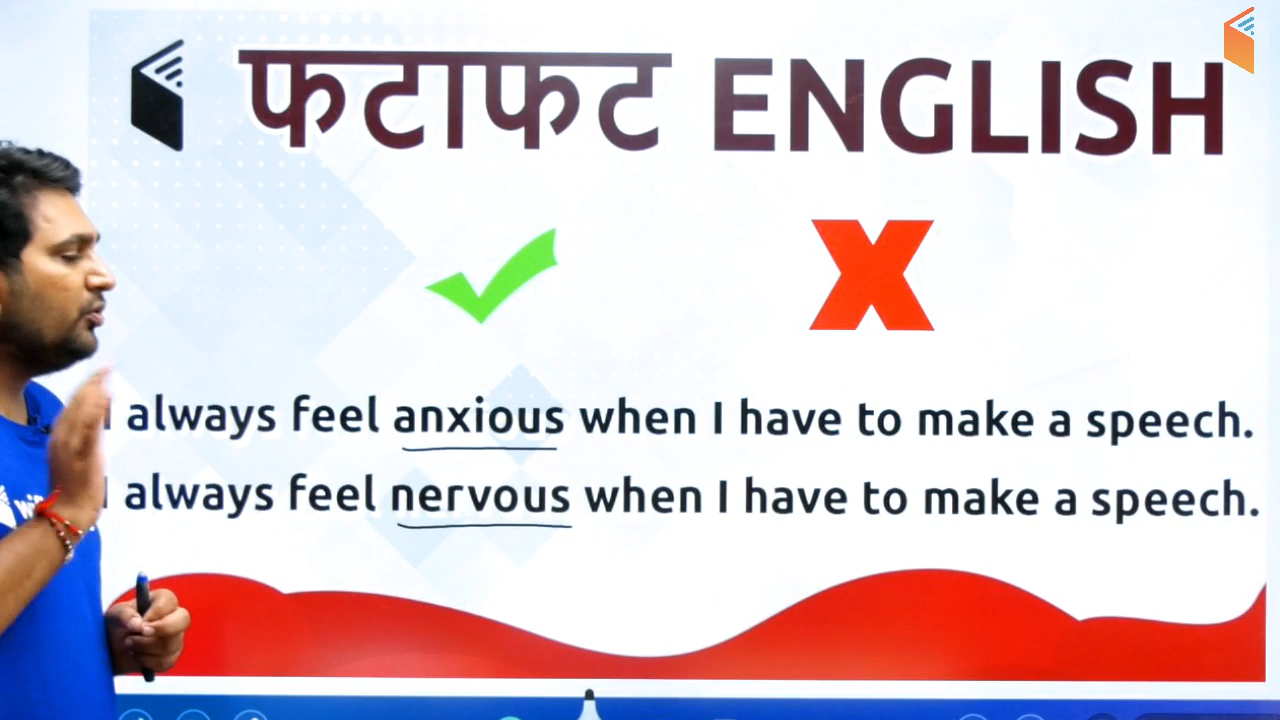 फटाफट ENGLISH
I always feel anxious when I have to make a speech.
I always feel nervous when I have to make a speech.